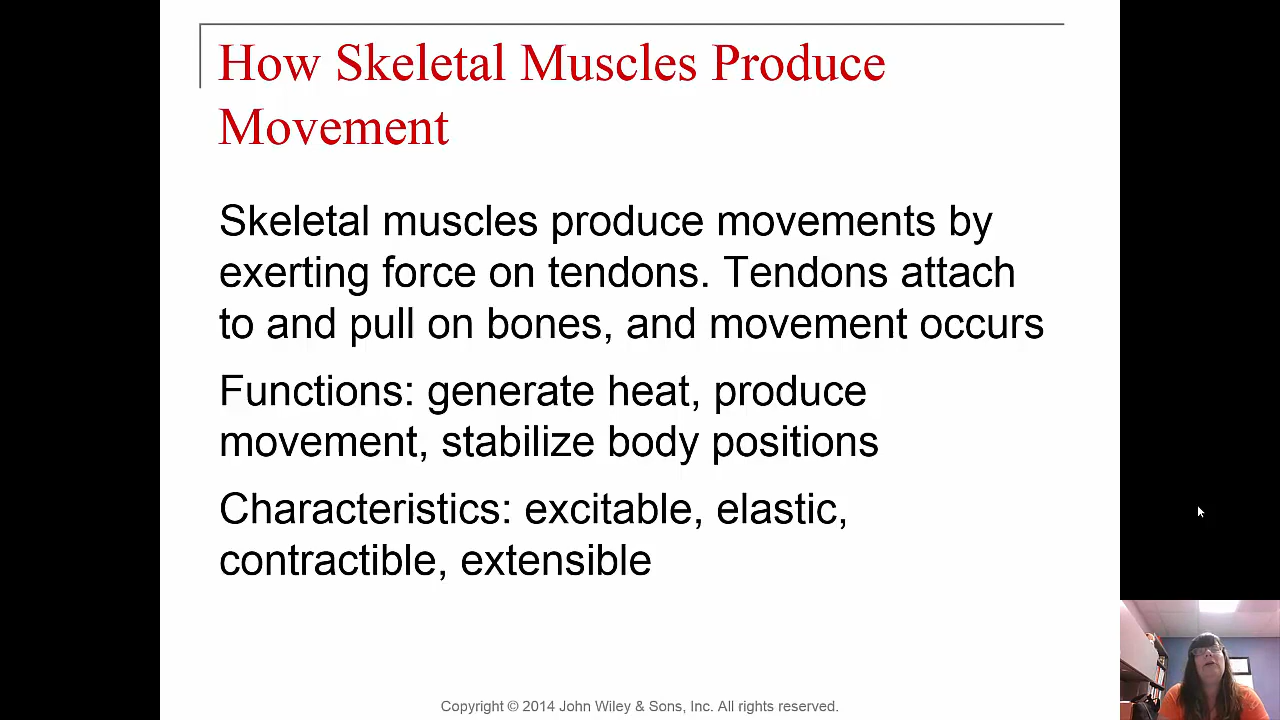 How Skeletal Muscles Produce
Movement
Skeletal muscles produce movements by
exerting force on tendons. Tendons attach
to and pull on bones, and movement occurs
Functions: generate heat, produce
movement, stabilize body positions
Characteristics: excitable, elastic,
contractible, extensible
Copyright © 2014 John Wiley & Sons, Inc. All rights reserved.